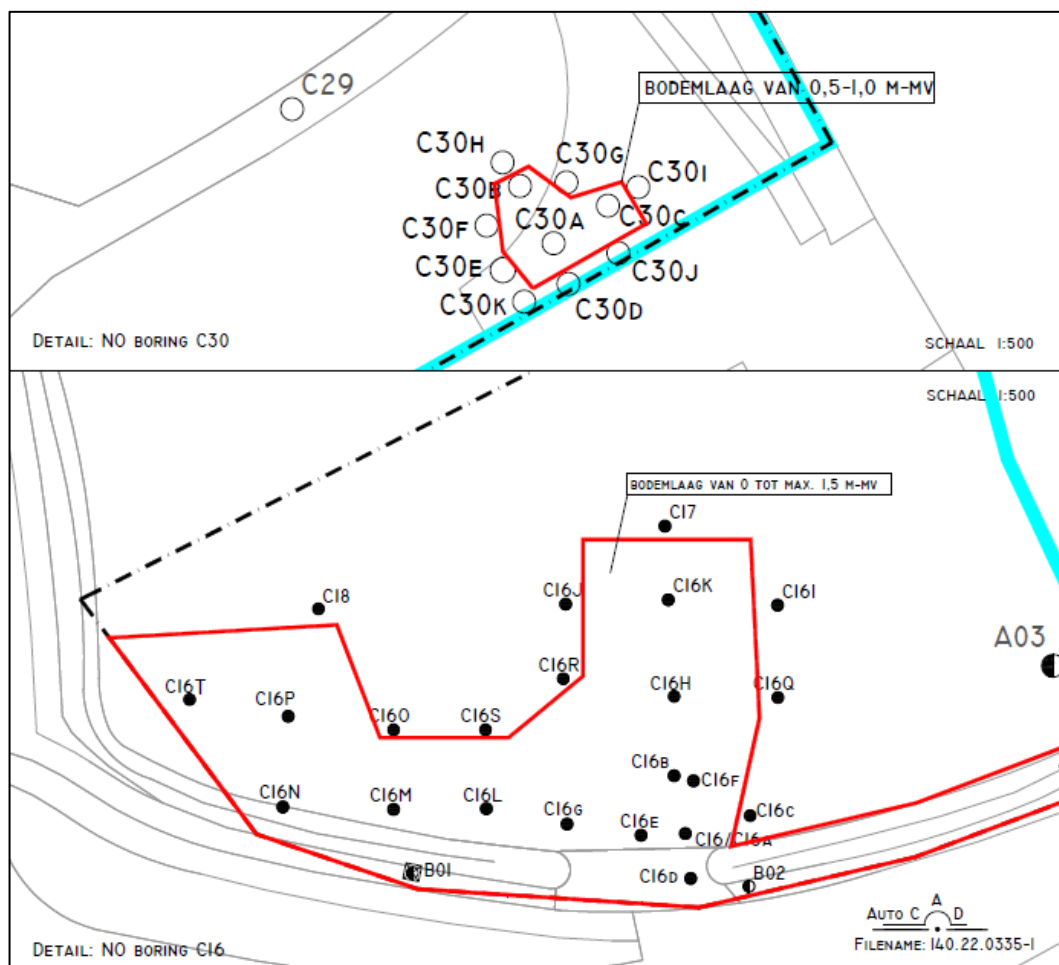 C29
BODEMLAAG VAN 0,5-1,0 M-MV
C30H
C30G
C30B
C30I
C30C
C30A
C30F
C30E
C30J
C30K
C30D
DETAIL: NO BORING C30
SCHAAL 1:500
SCHAAL 1:500
BODEMLAAG VAN 0 TOT MAX. 1,5 M-MV
C17
C18
C16J
C16K
C16I
A03
C16R
C16T
C16P
C16H
C16Q
C16O
C16S
C16B
C16F
C16N
C16M
C16L
C16G
C16E
C16C
C16/C16A
B01
C16D
B02
AUTO C A D
FILENAME: 140.22.0335-1
DETAIL: NO BORING C16